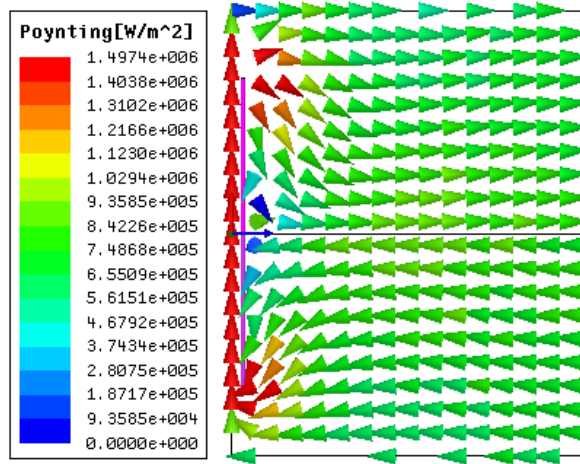 Poynting[W/m^2]
1.4974e+006
1.4038e+006
1.3102e+006
1.2166e+006
1.1230e+006
1.0294e+006
9.3585e+005
8.4226e+005
7.4868e+005
6.5509e+005
5.6151e+005
4.6792e+005
3.7434e+005
2.8075e+005
1.8717e+005
9.3585e+004
0.0000e+000